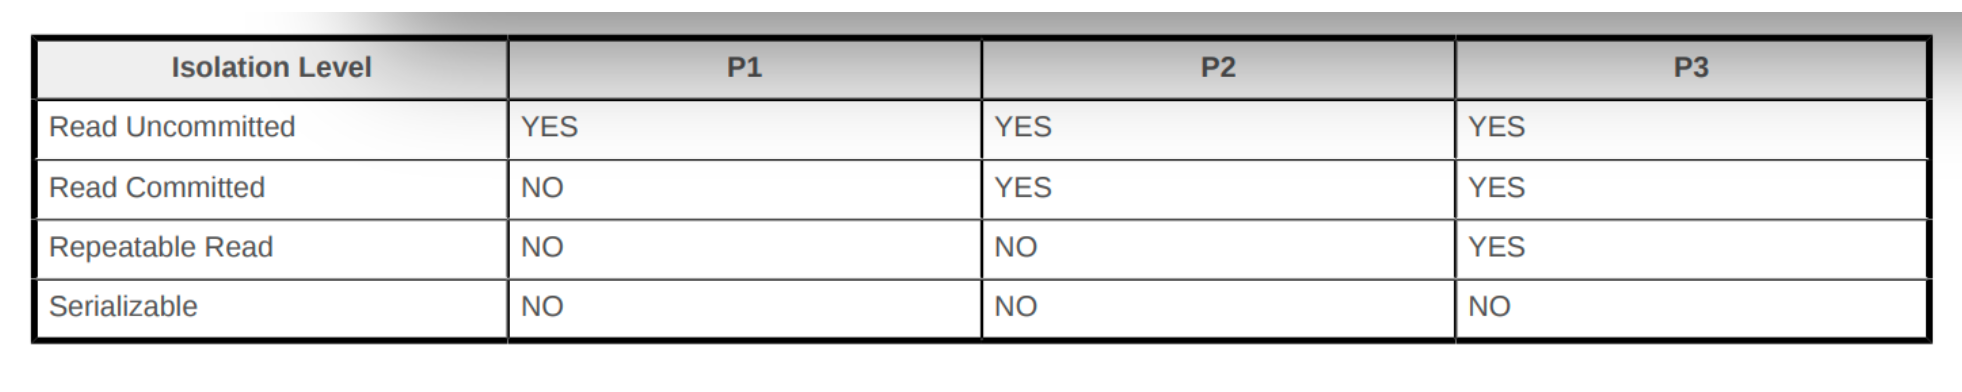 Isolation Level P1 P2 P3
Read Uncommitted YES YES YES
Read Committed NO YES YES
Repeatable Read NO NO YES
Serializable NO NO NO